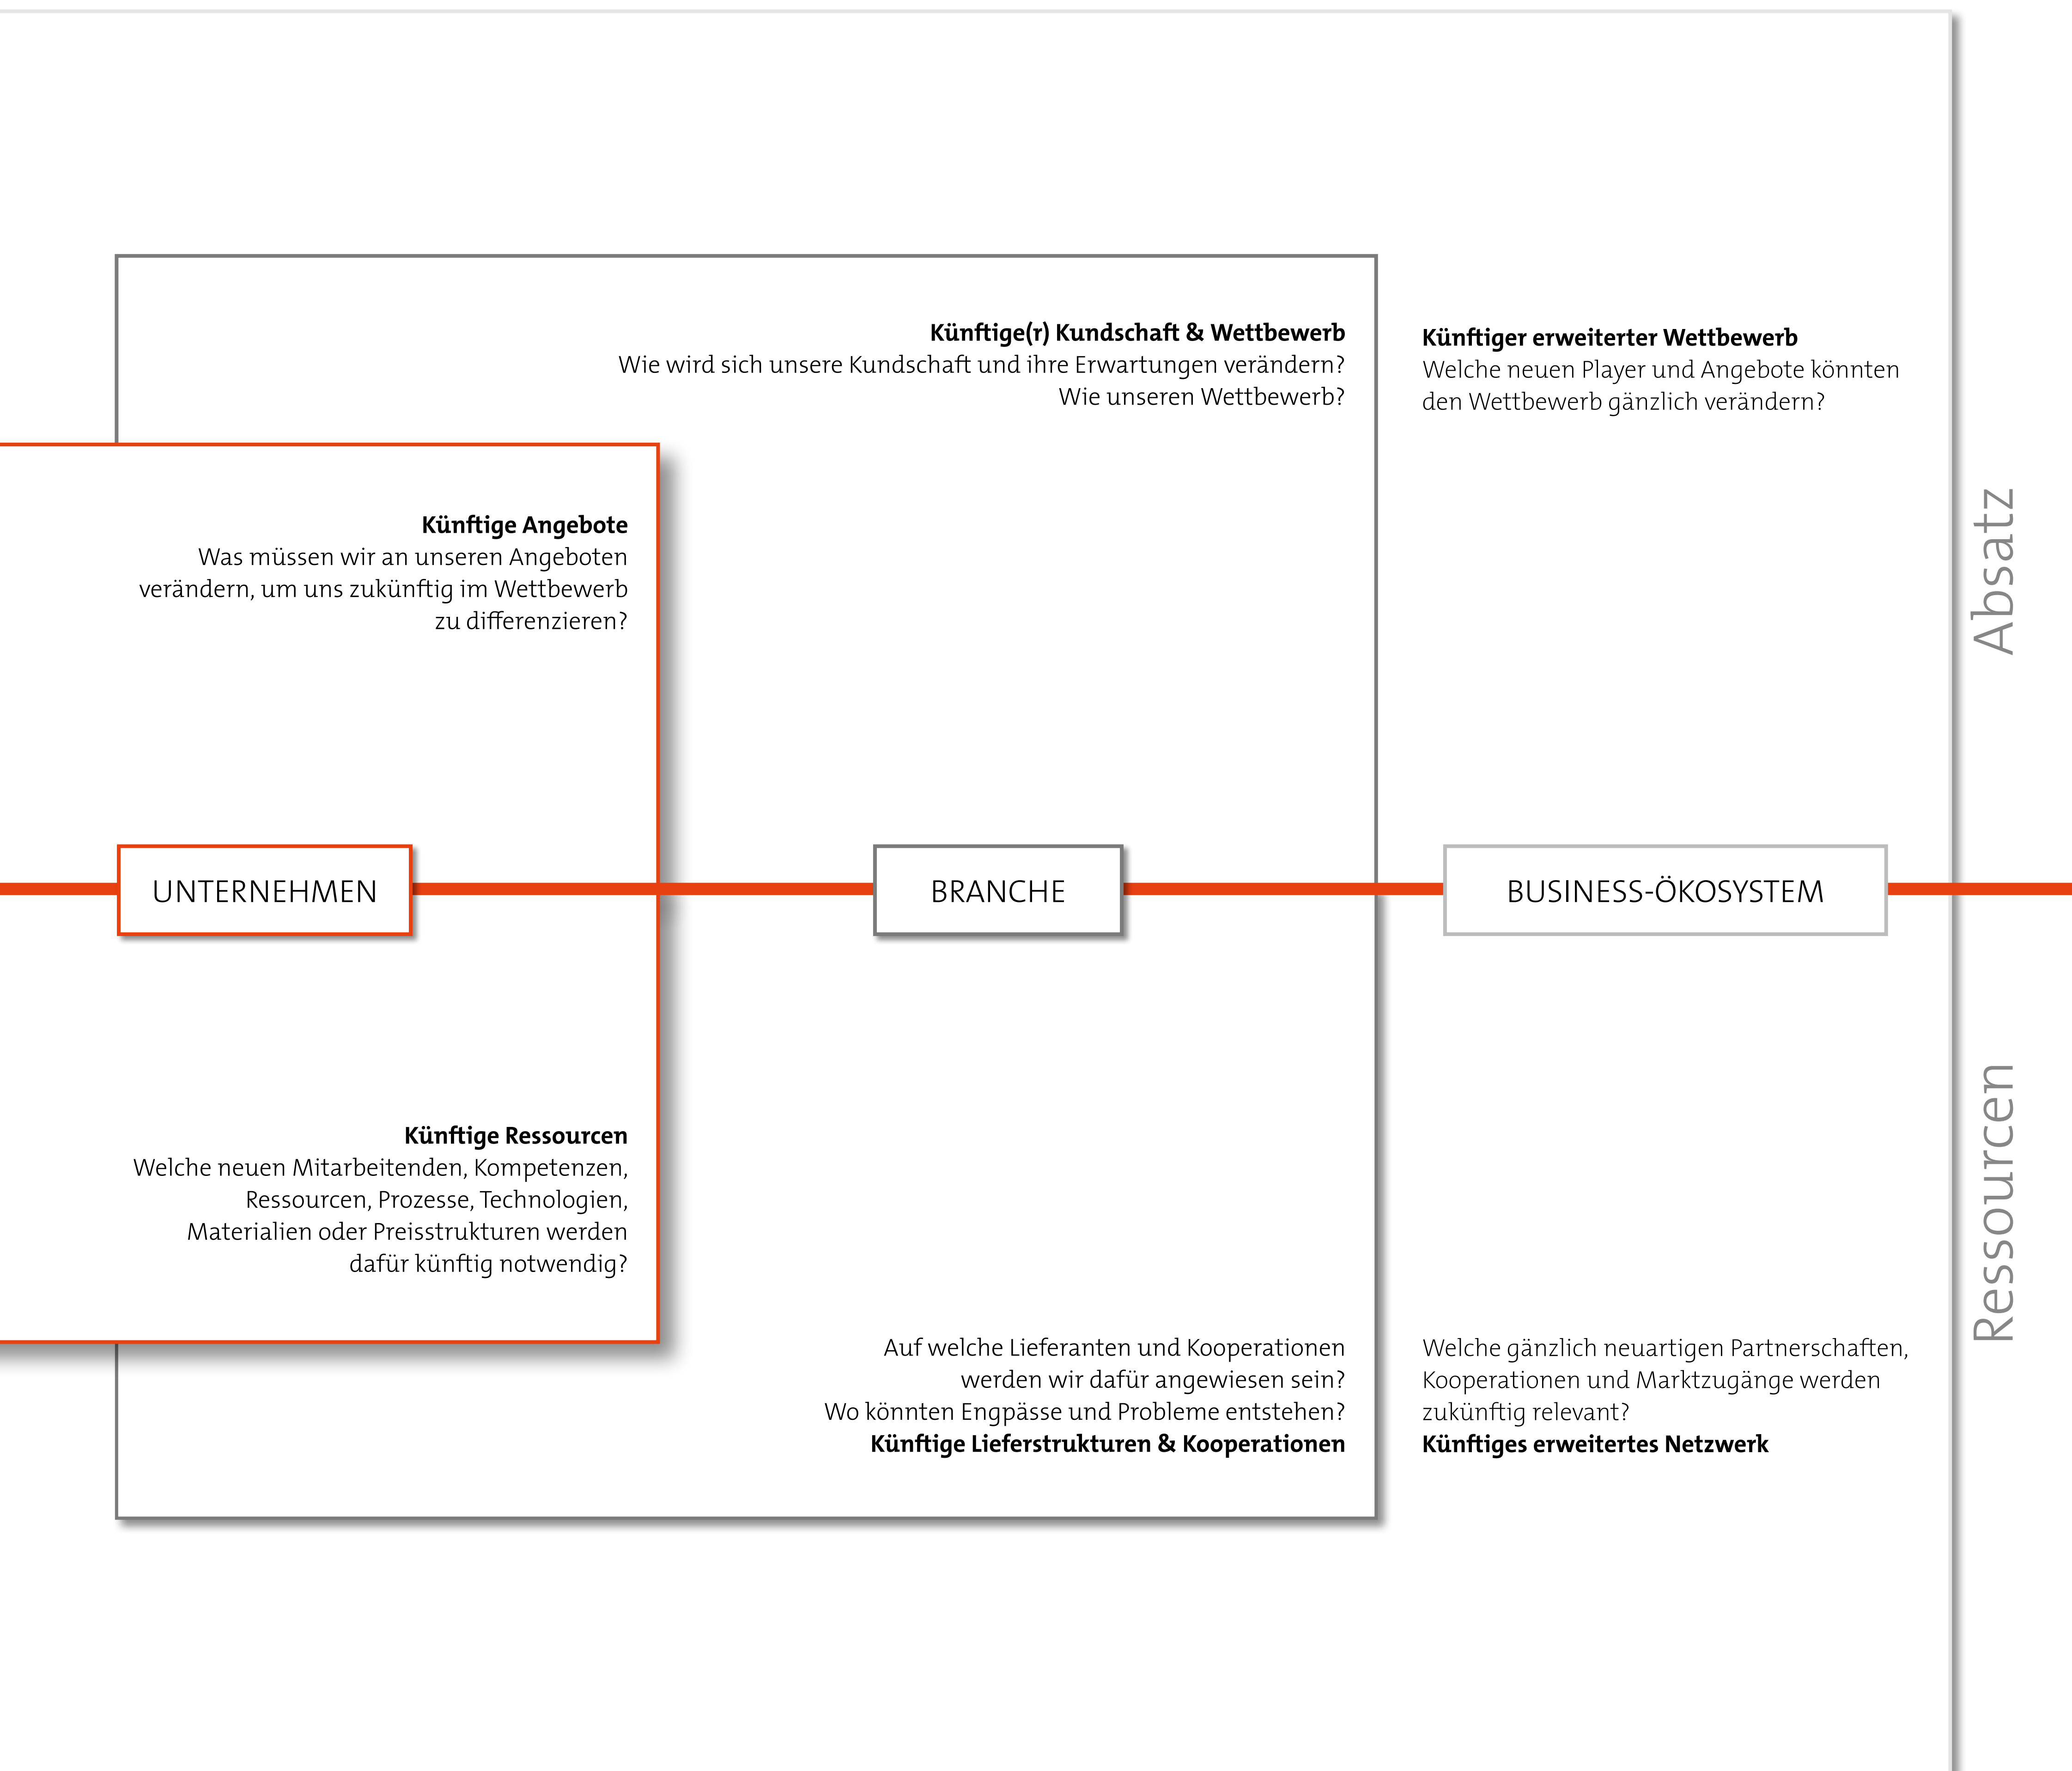 Künftige(r) Kundschaft & Wettbewerb
Wie wird sich unsere Kundschaft und ihre Erwartungen verändern?
Wie unseren Wettbewerb?
Künftiger erweiterter Wettbewerb
Welche neuen Player und Angebote könnten
den Wettbewerb gänzlich verändern?
Künftige Angebote
Was müssen wir an unseren Angeboten
verändern, um uns zukünftig im Wettbewerb
zu differenzieren?
Absatz
UNTERNEHMEN
BRANCHE
BUSINESS-ÖKOSYSTEM
Künftige Ressourcen
Welche neuen Mitarbeitenden, Kompetenzen,
Ressourcen, Prozesse, Technologien,
Materialien oder Preisstrukturen werden
dafür künftig notwendig?
Auf welche Lieferanten und Kooperationen
werden wir dafür angewiesen sein?
Wo könnten Engpässe und Probleme entstehen?
Künftige Lieferstrukturen & Kooperationen
Welche gänzlich neuartigen Partnerschaften,
Kooperationen und Marktzugänge werden
zukünftig relevant?
Künftiges erweitertes Netzwerk
Ressourcen